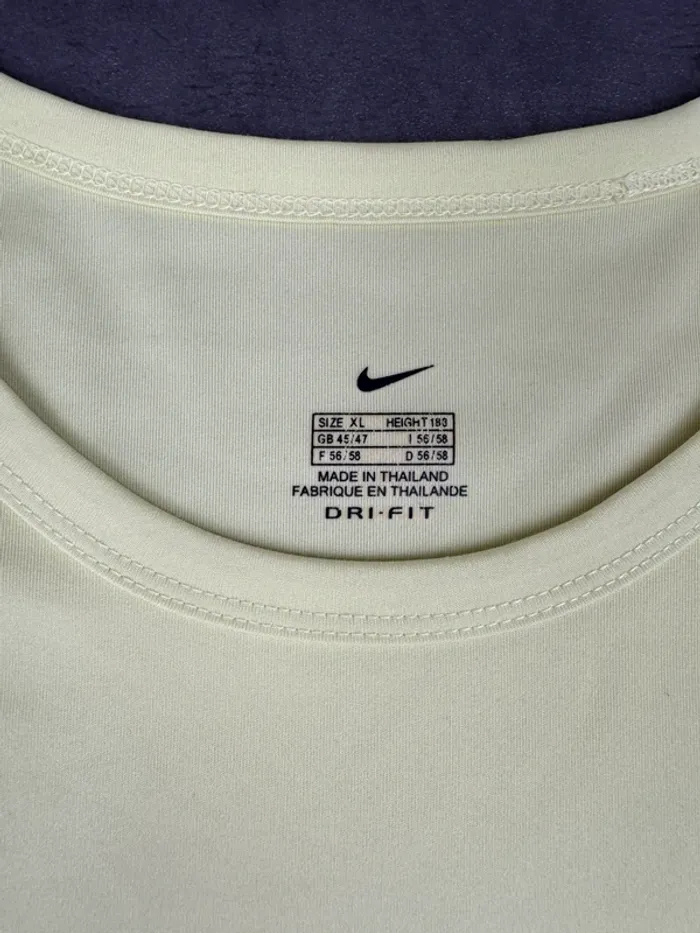 SIZE XL HEIGHT 183
GB 45/47 I 56/58
F 56/58 D 56/58
MADE IN THAILAND
FABRIQUE EN THAILANDE
DRI-FIT